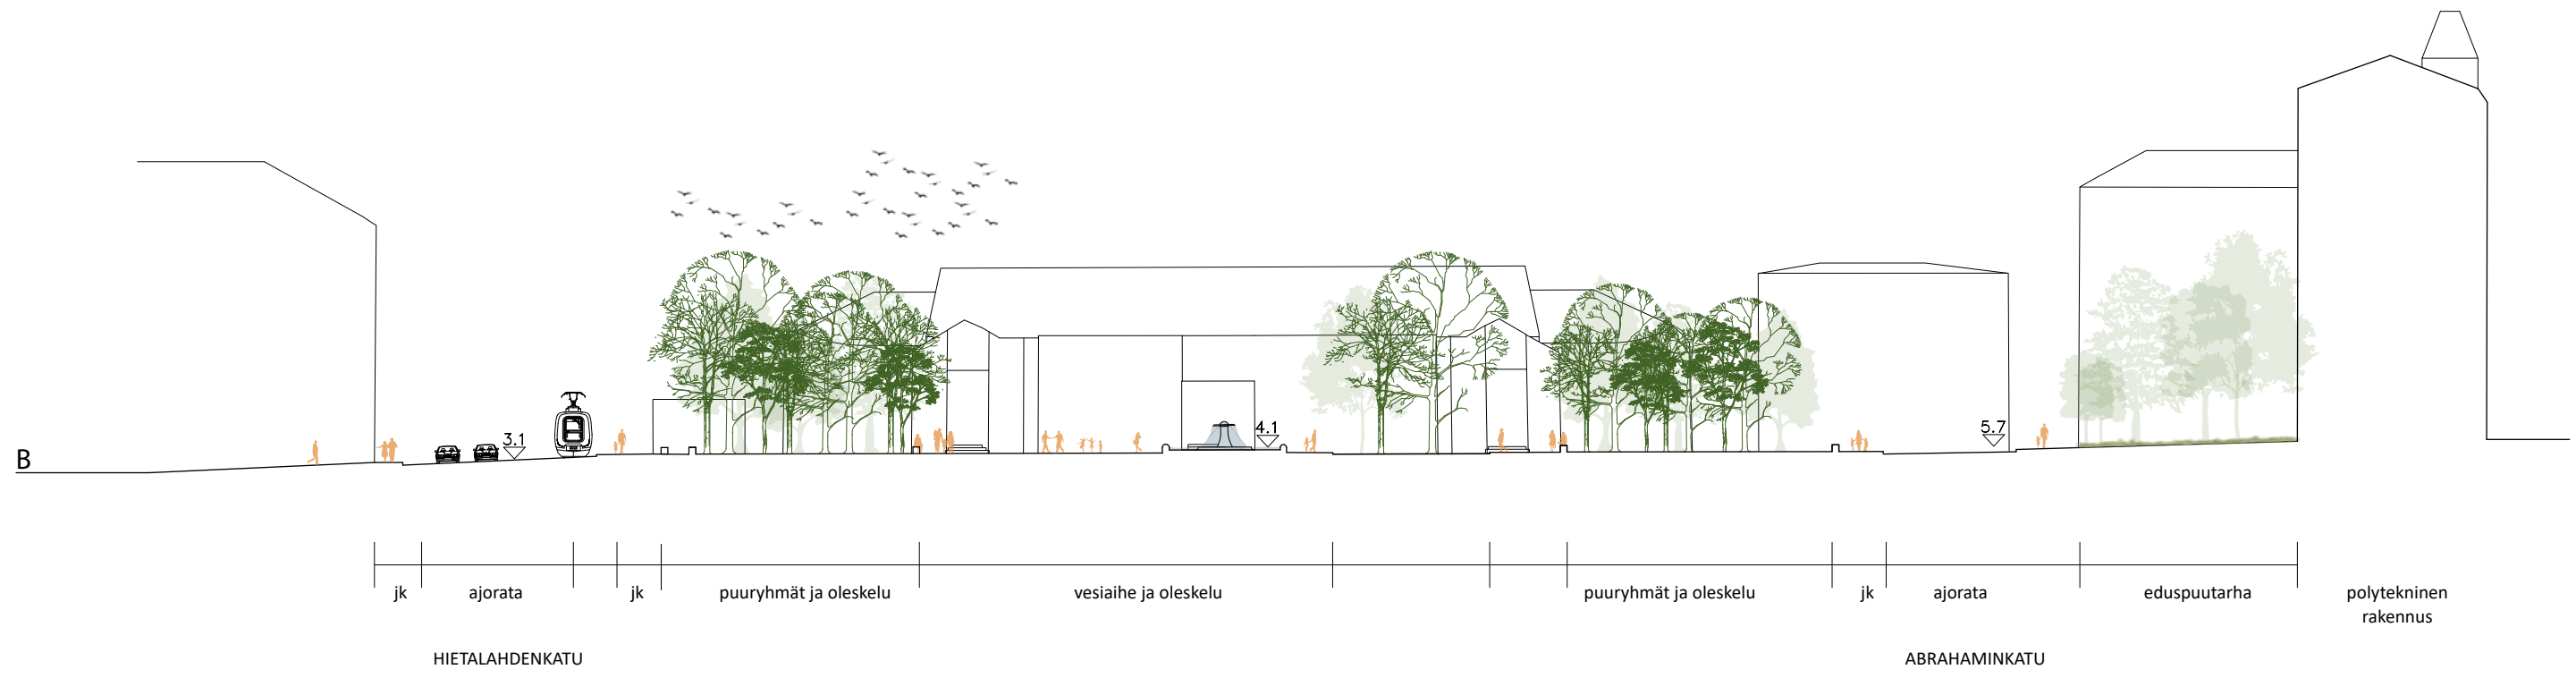 3.1
4.1
5.7
B
jk
ajorata
jk
puuryhmät ja oleskelu
vesiaihe ja oleskelu
puuryhmät ja oleskelu
jk
ajorata
eduspuutarha
polytekninen
rakennus
HIETALAHDENKATU
ABRAHAMINKATU